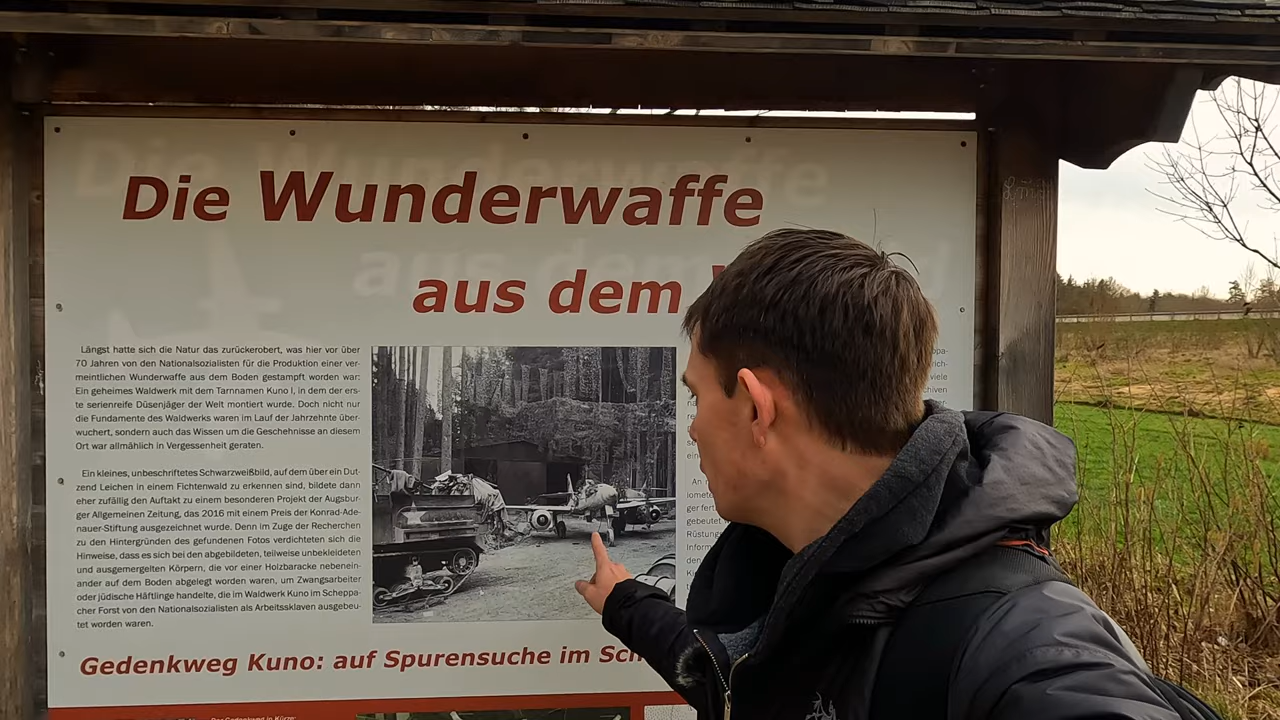 Die Wunderwaffe
aus dem
Längst hatte sich die Natur das zurückerobert, was hier vor über
70 Jahren von den Nationalsozialisten für die Produktion einer ver-
meintlichen Wunderwaffe aus dem Boden gestampft worden war:
Ein geheimes Waldwerk mit dem Tarnnamen Kuno I, in dem der ers-
te serienreife Düsenjäger der Welt montiert wurde. Doch nicht nur
die Fundamente des Waldwerks waren im Lauf der Jahrzehnte über-
wuchert, sondern auch das Wissen um die Geschehnisse an diesem
Ort war allmählich in Vergessenheit geraten.
Ein kleines, unbeschriftetes Schwarzweißbild, auf dem über ein Dut-
zend Leichen in einem Fichtenwald zu erkennen sind, bildete dann
eher zufällig den Auftakt zu einem besonderen Projekt der Augsbur-
ger Allgemeinen Zeitung, das 2016 mit einem Preis der Konrad-Ade-
nauer-Stiftung ausgezeichnet wurde. Denn im Zuge der Recherchen
zu den Hintergründen des gefundenen Fotos verdichteten sich die
Hinweise, dass es sich bei den abgebildeten, teilweise unbekleideten
und ausgemergelten Körpern, die vor einer Holzbaracke nebenein-
ander auf dem Boden abgelegt worden waren, um Zwangsarbeiter
oder jüdische Häftlinge handelte, die im Waldwerk Kuno im Scheppa-
cher Forst von den Nationalsozialisten als Arbeitssklaven ausgebeu-
tet worden waren.
viele
An
gebeutet
Gedenkweg Kuno: auf Spurensuche im
Der Gedenkweg in Kürze: